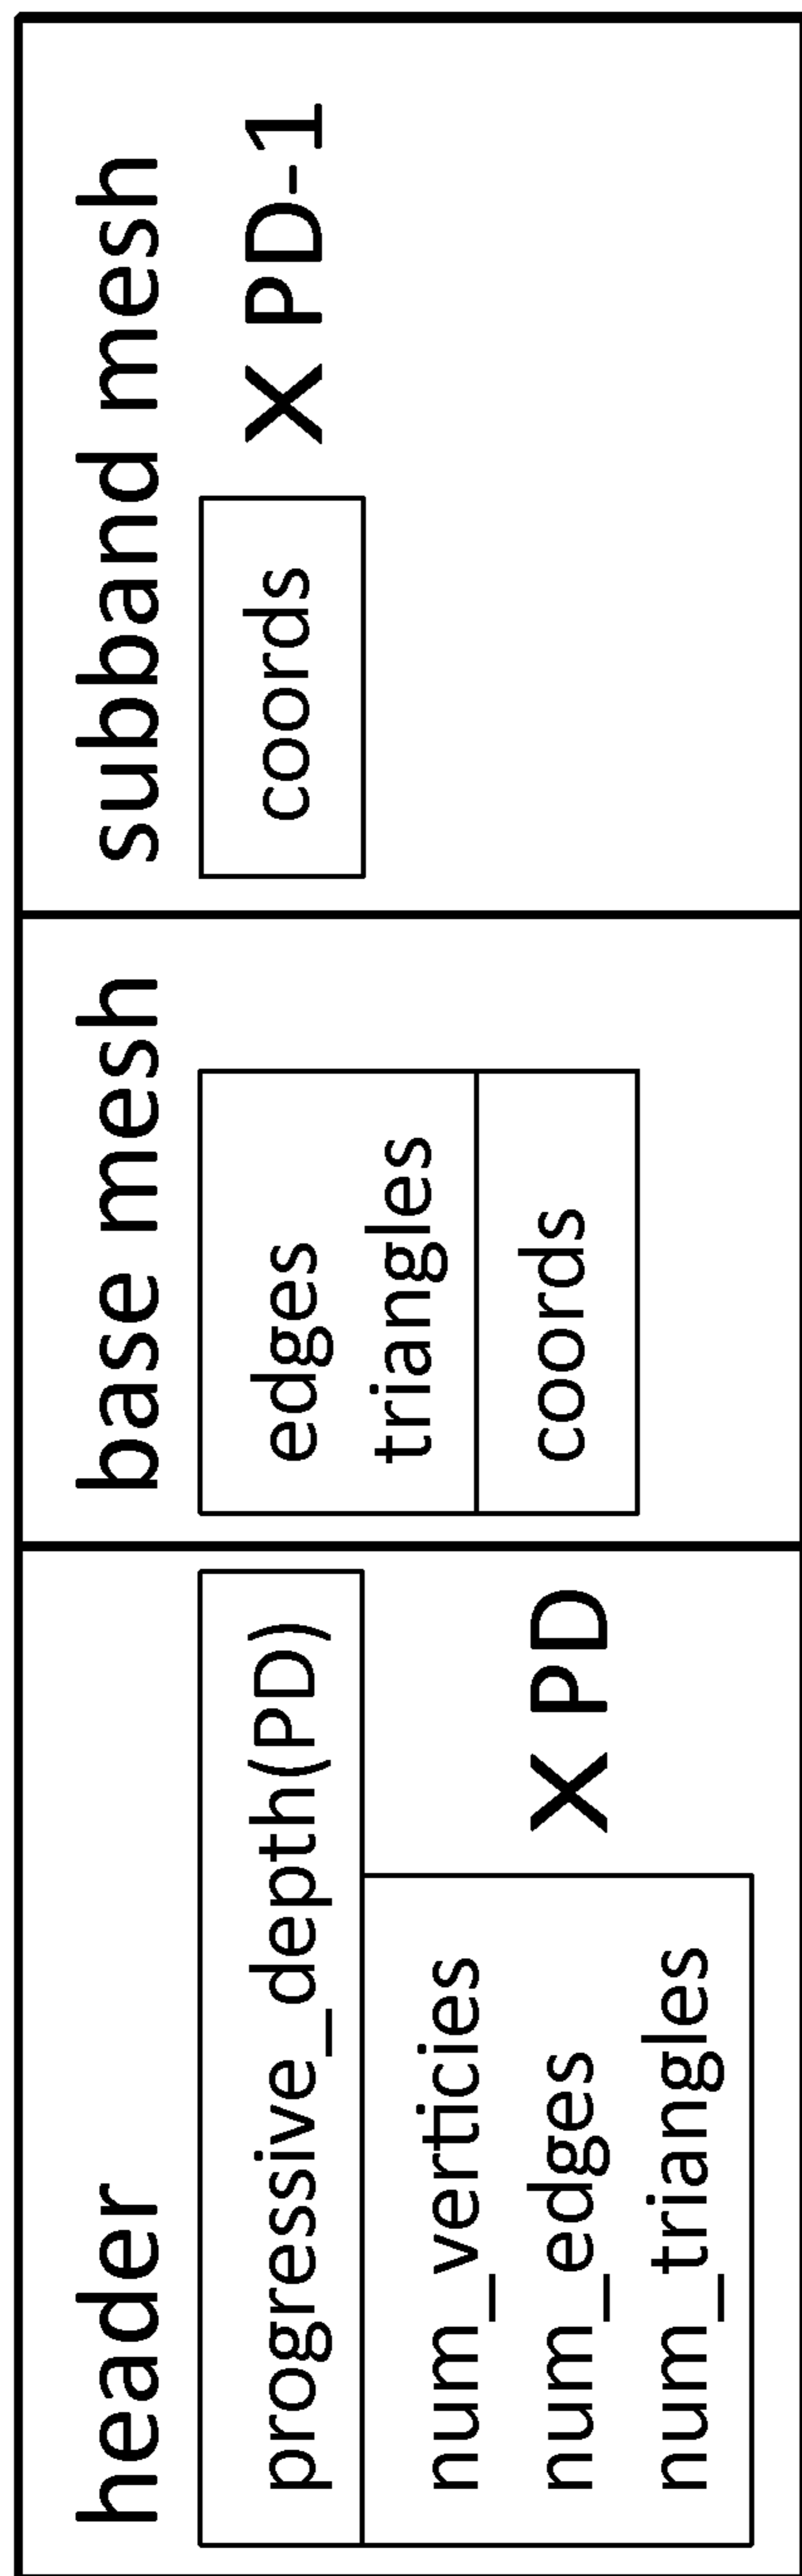 header
progressive_depth(PD)
num_verticies
num_edges
num_triangles
X PD
base mesh
edges
triangles
coords
subband mesh
coords
X PD-1